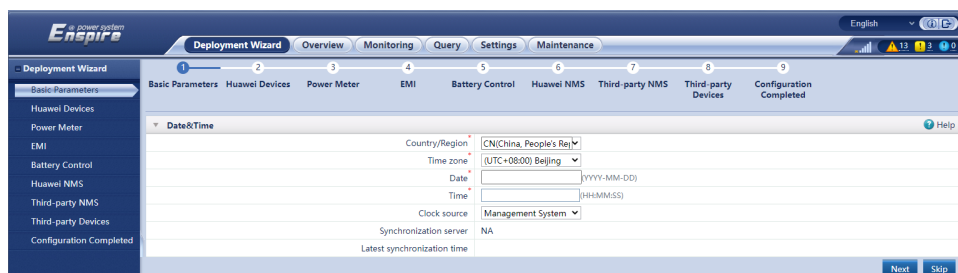 power system
Enspire
English
Deployment Wizard Overview Monitoring Query Settings Maintenance
13 3 0
Deployment Wizard
Basic Parameters
Huawei Devices
Power Meter
EMI
Battery Control
Huawei NMS
Third-party NMS
Third-party Devices
Configuration Completed
1 2 3 4 5 6 7 8 9
Basic Parameters Huawei Devices Power Meter EMI Battery Control Huawei NMS Third-party NMS Third-party Devices Configuration Completed
Date&Time Help
Country/Region * CN(China, People's Rep
Time zone * (UTC+08:00) Beijing
Date * (YYYY-MM-DD)
Time * (HH:MM:SS)
Clock source Management System
Synchronization server NA
Latest synchronization time
Next Skip